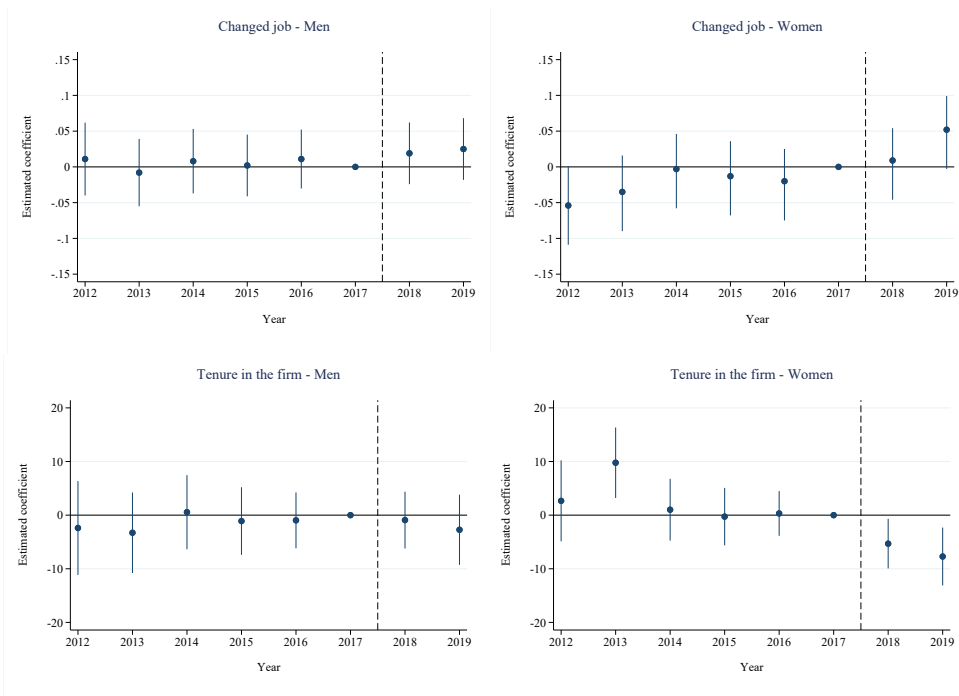 Changed job - Men
Estimated coefficient
.15
.1
.05
0
-.05
-.1
-.15
2012 2013 2014 2015 2016 2017 2018 2019
Year
Changed job - Women
Estimated coefficient
.15
.1
.05
0
-.05
-.1
-.15
2012 2013 2014 2015 2016 2017 2018 2019
Year
Tenure in the firm - Men
Estimated coefficient
20
10
0
-10
-20
2012 2013 2014 2015 2016 2017 2018 2019
Year
Tenure in the firm - Women
Estimated coefficient
20
10
0
-10
-20
2012 2013 2014 2015 2016 2017 2018 2019
Year